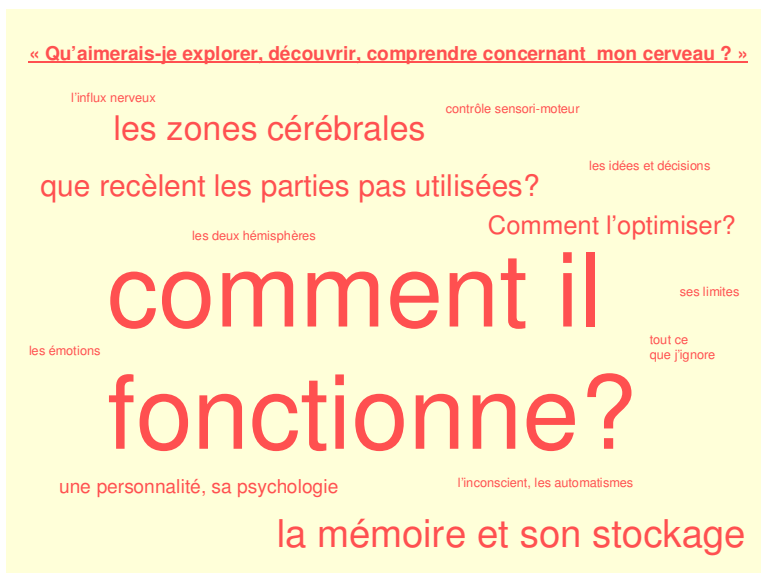 « Qu’aimerais-je explorer, découvrir, comprendre concernant  mon cerveau ? »
l’influx nerveux
contrôle sensori-moteur
les zones cérébrales
les idées et décisions
que recèlent les parties pas utilisées?
Comment l’optimiser?
les deux hémisphères
comment il
ses limites
tout ce
que j’ignore
les émotions
fonctionne?
une personnalité, sa psychologie
l’inconscient, les automatismes
la mémoire et son stockage